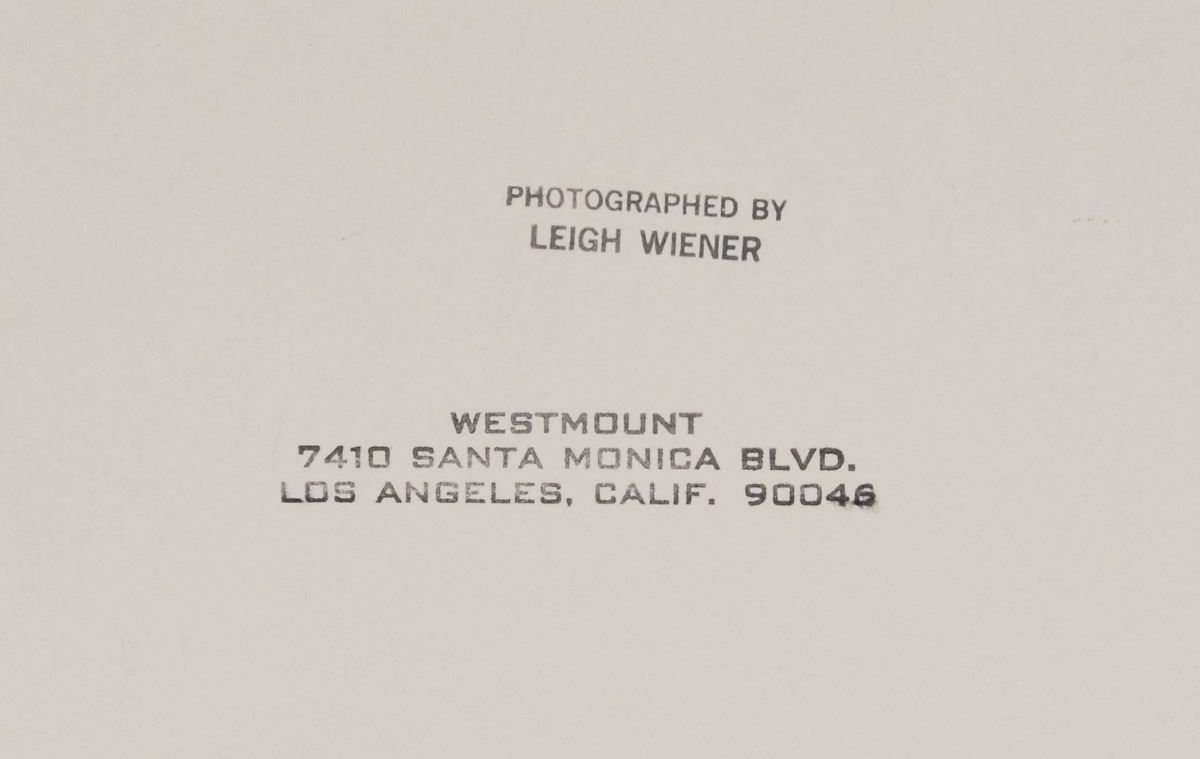 PHOTOGRAPHED BY
LEIGH WIENER
WESTMOUNT
7410 SANTA MONICA BLVD.
LOS ANGELES, CALIF. 90046